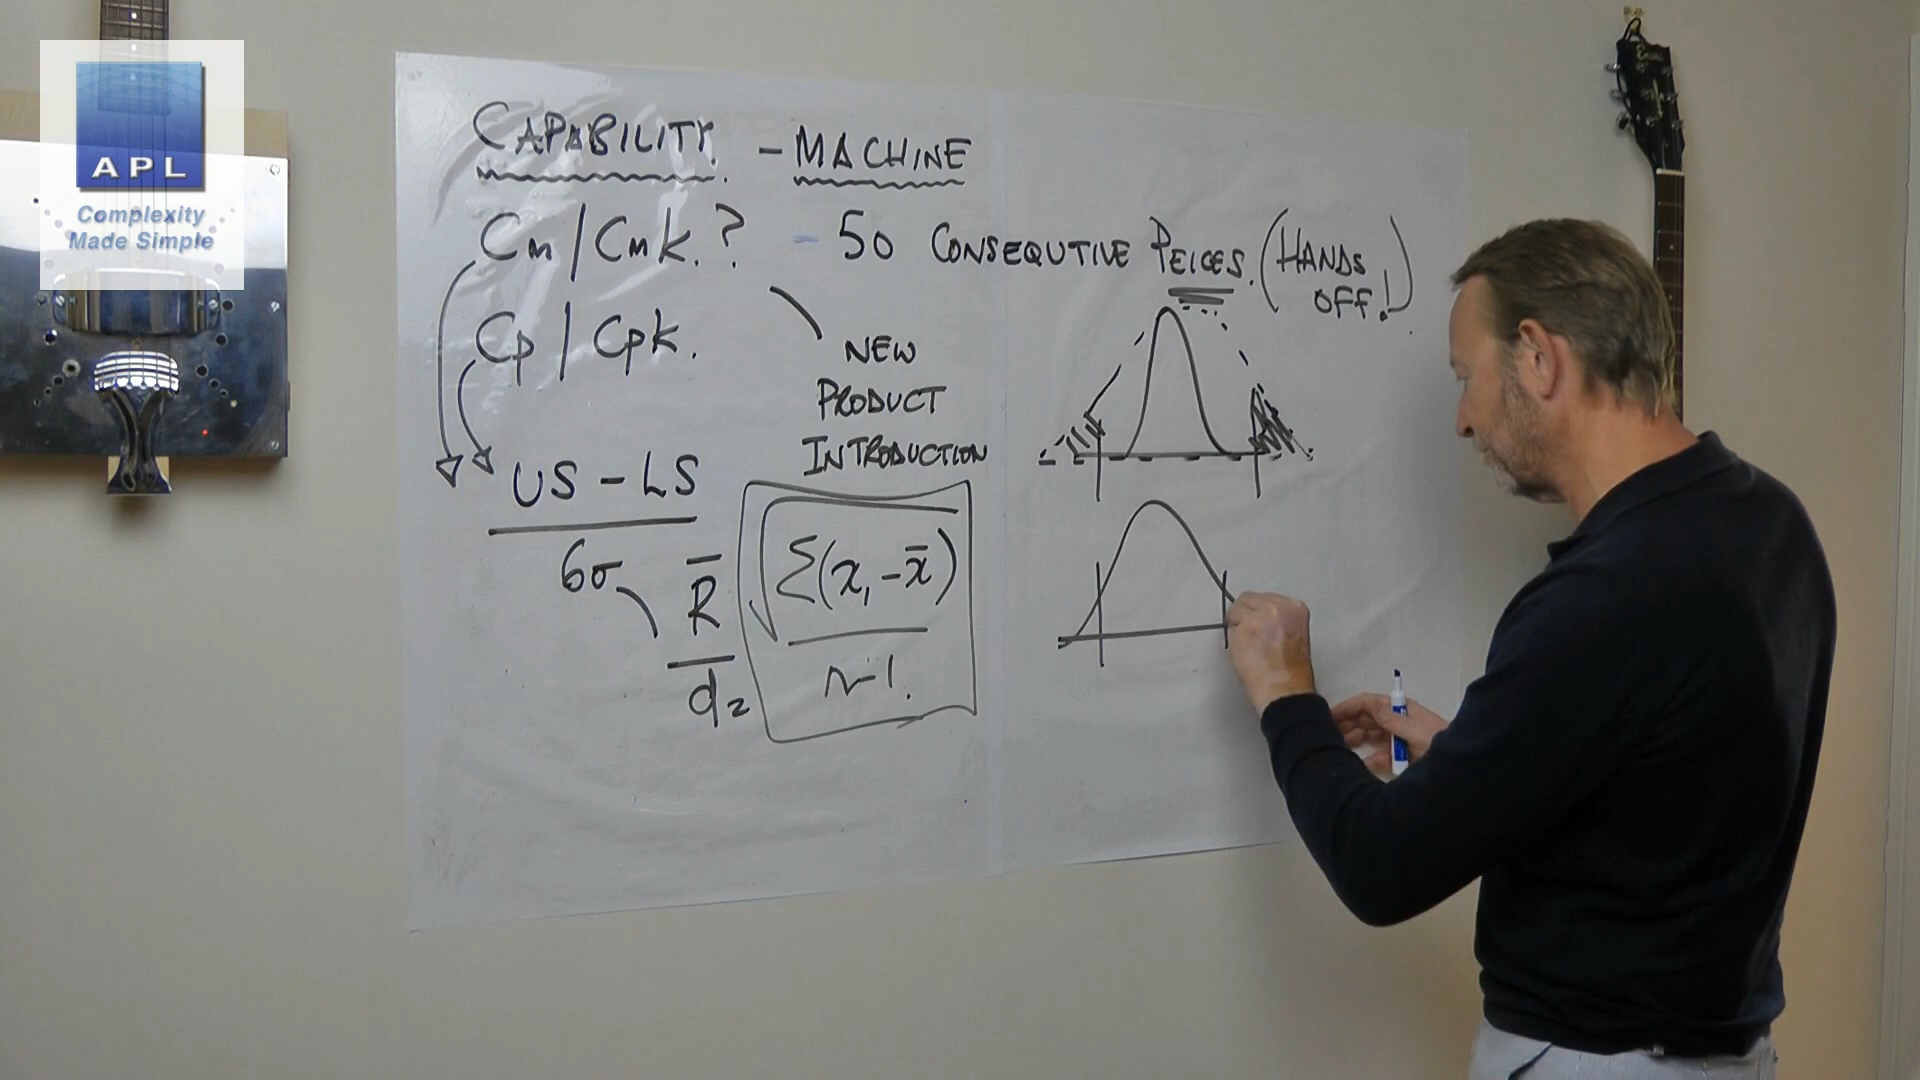 APL
Complexity
Made Simple
CAPABILITY. - MACHINE
Cm / Cmk.? - 50 CONSEQUTIVE PEICES. (HANDS OFF!)
Cp / Cpk.
NEW
PRODUCT
INTRODUCTION
US - LS
6σ
R̄
d2
√Σ(x, - x̄)
n-1.